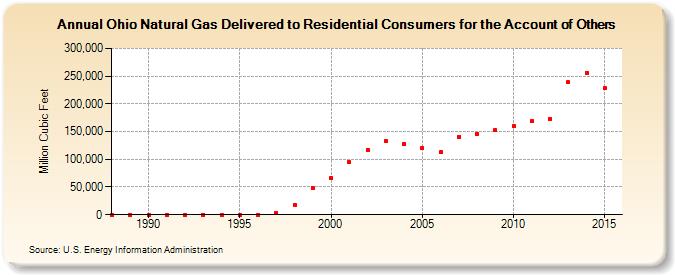 Annual Ohio Natural Gas Delivered to Residential Consumers for the Account of Others
Million Cubic Feet
300,000
250,000
200,000
150,000
100,000
50,000
0
1990 1995 2000 2005 2010 2015
Source: U.S. Energy Information Administration